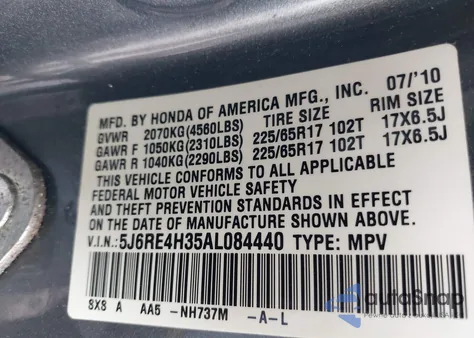 MFD. BY HONDA OF AMERICA MFG., INC. 07/'10
GVWR 2070KG(4560LBS) TIRE SIZE RIM SIZE
GAWR F 1050KG(2310LBS) 225/65R17 102T 17X6.5J
GAWR R 1040KG(2290LBS) 225/65R17 102T 17X6.5J
THIS VEHICLE CONFORMS TO ALL APPLICABLE
FEDERAL MOTOR VEHICLE SAFETY
AND THEFT PREVENTION STANDARDS IN EFFECT
ON THE DATE OF MANUFACTURE SHOWN ABOVE.
V.I.N: 5J6RE4H35AL084440 TYPE: MPV
8X8 A AA5 -NH737M -A-L
autoSnap